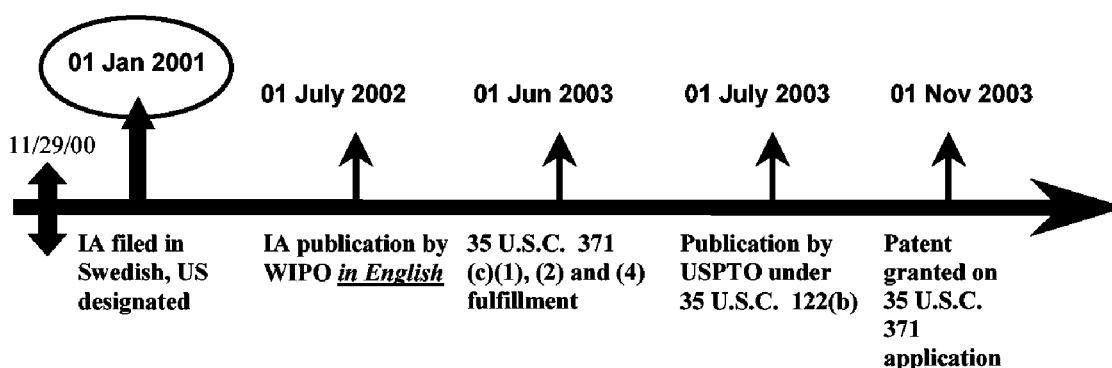 01 Jan 2001
01 July 2002
01 Jun 2003
01 July 2003
01 Nov 2003
11/29/00
IA filed in
Swedish, US
designated
IA publication by
WIPO in English
35 U.S.C. 371
(c)(1), (2) and (4)
fulfillment
Publication by
USPTO under
35 U.S.C. 122(b)
Patent
granted on
35 U.S.C.
371
application